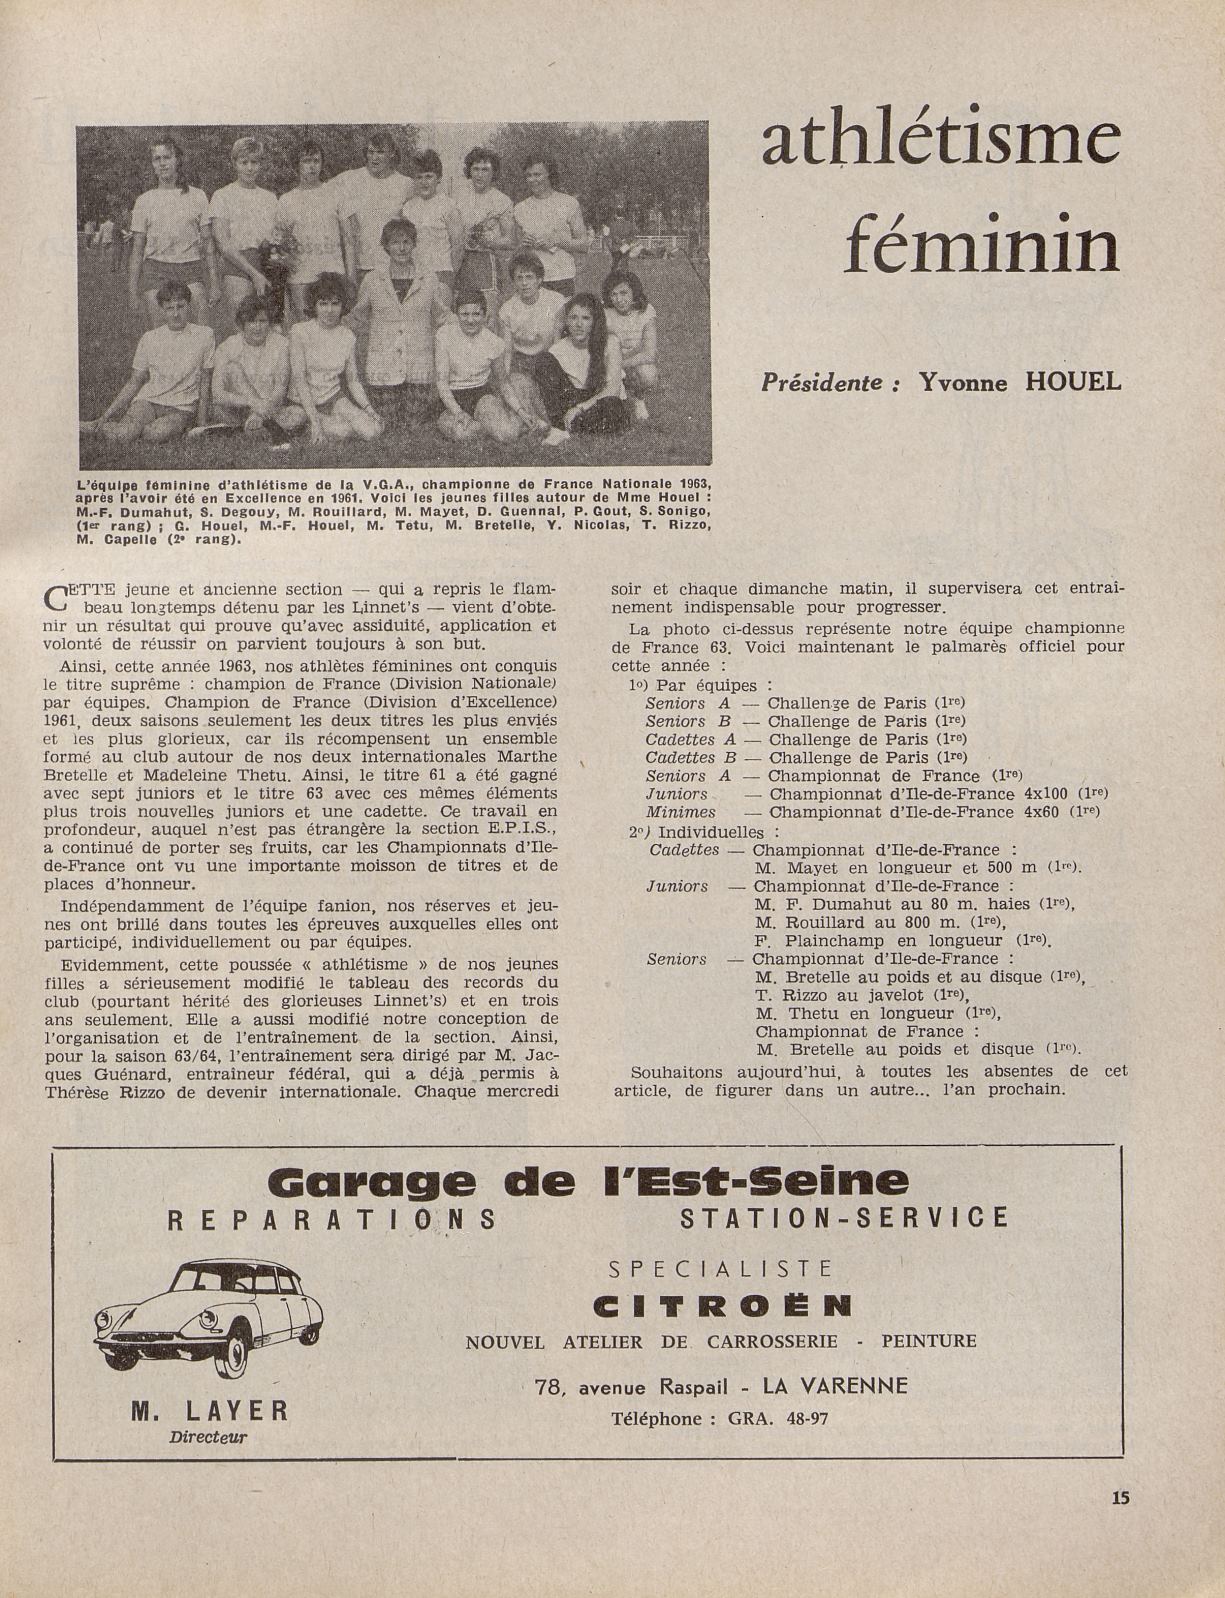 athlétisme
féminin
Présidente : Yvonne HOUEL
L'équipe féminine d'athlétisme de la V.G.A., championne de France Nationale 1963,
après l'avoir été en Excellence en 1961. Voici les jeunes filles autour de Mme Houel :
M.-F. Dumahut, S. Degouy, M. Rouillard, M. Mayet, D. Guennal, P. Gout, S. Sonigo,
(1er rang) ; G. Houel, M.-F. Houel, M. Tetu, M. Bretelle, Y. Nicolas, T. Rizzo,
M. Capelle (2e rang).
CETTE jeune et ancienne section — qui a repris le flam-
beau longtemps détenu par les Linnet's — vient d'obte-
nir un résultat qui prouve qu'avec assiduité, application et
volonté de réussir on parvient toujours à son but.
Ainsi, cette année 1963, nos athlètes féminines ont conquis
le titre suprême : champion de France (Division Nationale)
par équipes. Champion de France (Division d'Excellence)
1961, deux saisons seulement les deux titres les plus enviés
et les plus glorieux, car ils récompensent un ensemble
formé au club autour de nos deux internationales Marthe
Bretelle et Madeleine Thetu. Ainsi, le titre 61 a été gagné
avec sept juniors et le titre 63 avec ces mêmes éléments
plus trois nouvelles juniors et une cadette. Ce travail en
profondeur, auquel n'est pas étrangère la section E.P.I.S.,
a continué de porter ses fruits, car les Championnats d'Ile-
de-France ont vu une importante moisson de titres et de
places d'honneur.
Indépendamment de l'équipe fanion, nos réserves et jeu-
nes ont brillé dans toutes les épreuves auxquelles elles ont
participé, individuellement ou par équipes.
Evidemment, cette poussée « athlétisme » de nos jeunes
filles a sérieusement modifié le tableau des records du
club (pourtant hérité des glorieuses Linnet's) et en trois
ans seulement. Elle a aussi modifié notre conception de
l'organisation et de l'entraînement de la section. Ainsi,
pour la saison 63/64, l'entraînement sera dirigé par M. Jac-
ques Guénard, entraîneur fédéral, qui a déjà permis à
Thérèse Rizzo de devenir internationale. Chaque mercredi
soir et chaque dimanche matin, il supervisera cet entraî-
nement indispensable pour progresser.
La photo ci-dessus représente notre équipe championne
de France 63. Voici maintenant le palmarès officiel pour
cette année :
1o) Par équipes :
Seniors A — Challenge de Paris (1re)
Seniors B — Challenge de Paris (1re)
Cadettes A — Challenge de Paris (1re)
Cadettes B — Challenge de Paris (1re)
Seniors A — Championnat de France (1re)
Juniors — Championnat d'Ile-de-France 4x100 (1re)
Minimes — Championnat d'Ile-de-France 4x60 (1re)
2o) Individuelles :
Cadettes — Championnat d'Ile-de-France :
M. Mayet en longueur et 500 m (1re).
Juniors — Championnat d'Ile-de-France :
M. F. Dumahut au 80 m. haies (1re),
M. Rouillard au 800 m. (1re),
F. Plainchamp en longueur (1re).
Seniors — Championnat d'Ile-de-France :
M. Bretelle au poids et au disque (1re),
T. Rizzo au javelot (1re),
M. Thetu en longueur (1re),
Championnat de France :
M. Bretelle au poids et disque (1re).
Souhaitons aujourd'hui, à toutes les absentes de cet
article, de figurer dans un autre... l'an prochain.
Garage de l'Est-Seine
REPARATIONS STATION-SERVICE
SPECIALISTE
CITROËN
NOUVEL ATELIER DE CARROSSERIE - PEINTURE
78, avenue Raspail - LA VARENNE
Téléphone : GRA. 48-97
M. LAYER
Directeur
15